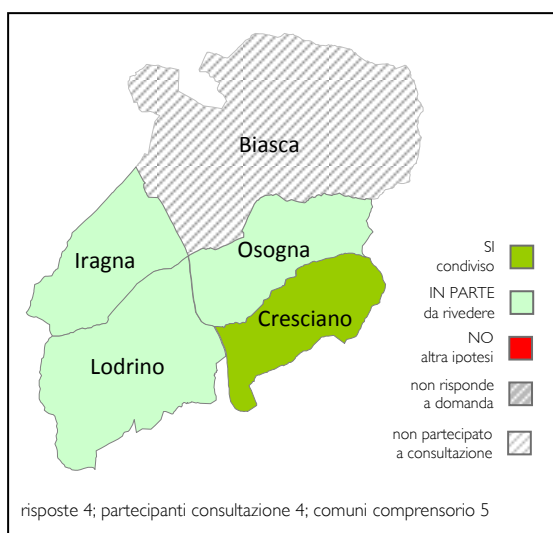 Biasca
Iragna
Osogna
Cresciano
Lodrino
SI
condiviso
IN PARTE
da rivedere
NO
altra ipotesi
non risponde
a domanda
non partecipato
a consultazione
risposte 4; partecipanti consultazione 4; comuni comprensorio 5